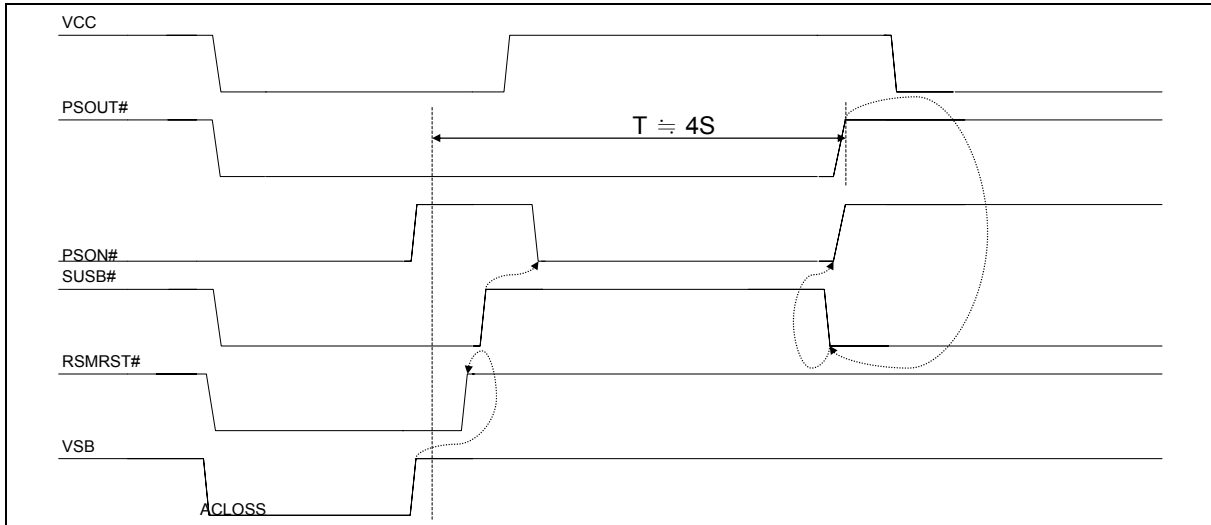 VCC
PSOUT#
T ≒ 4S
PSON#
SUSB#
RSMRST#
VSB
ACLOSS